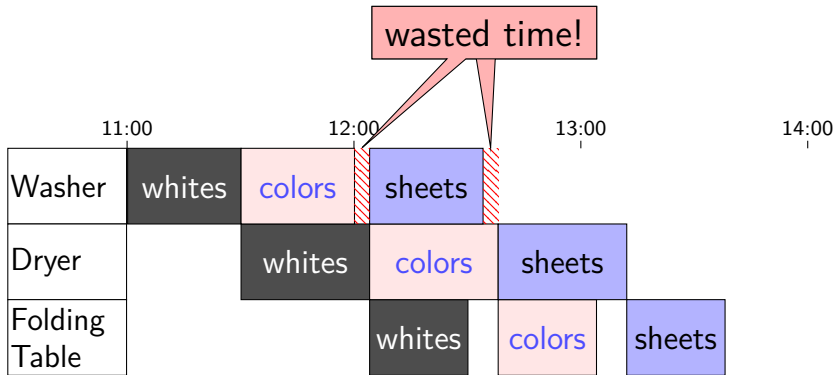 wasted time!
11:00 12:00 13:00 14:00
Washer whites colors sheets
Dryer whites colors sheets
Folding
Table
whites colors sheets